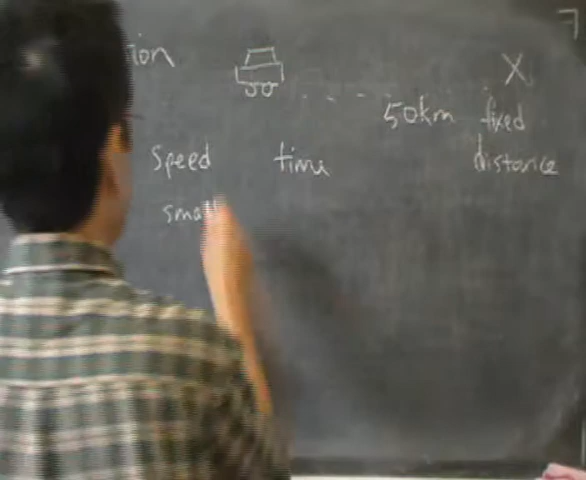 ion
X
50km fixed
distance
speed time
small